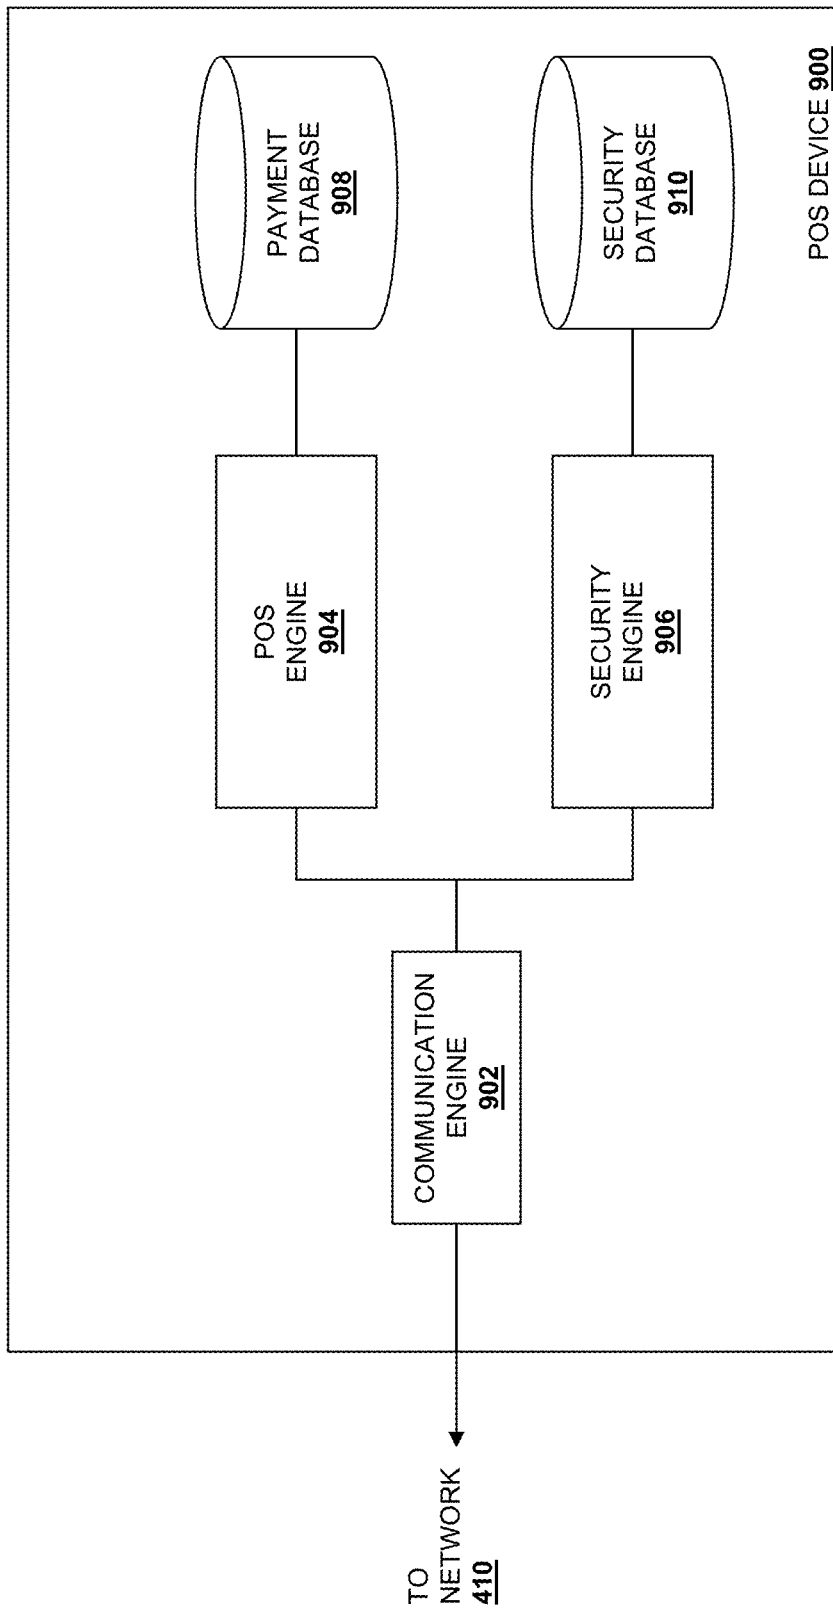 TO
NETWORK
410
COMMUNICATION
ENGINE
902
POS
ENGINE
904
PAYMENT
DATABASE
908
SECURITY
ENGINE
906
SECURITY
DATABASE
910
POS DEVICE 900